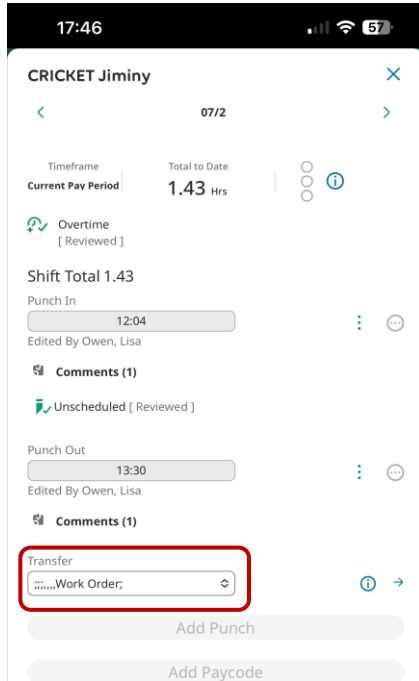 17:46
57
CRICKET Jiminy
07/2
Timeframe
Total to Date
Current Pay Period
1.43 Hrs
Overtime
[ Reviewed ]
Shift Total 1.43
Punch In
12:04
Edited By Owen, Lisa
Comments (1)
Unscheduled [ Reviewed ]
Punch Out
13:30
Edited By Owen, Lisa
Comments (1)
Transfer
;;;,,,,Work Order;
Add Punch
Add Paycode